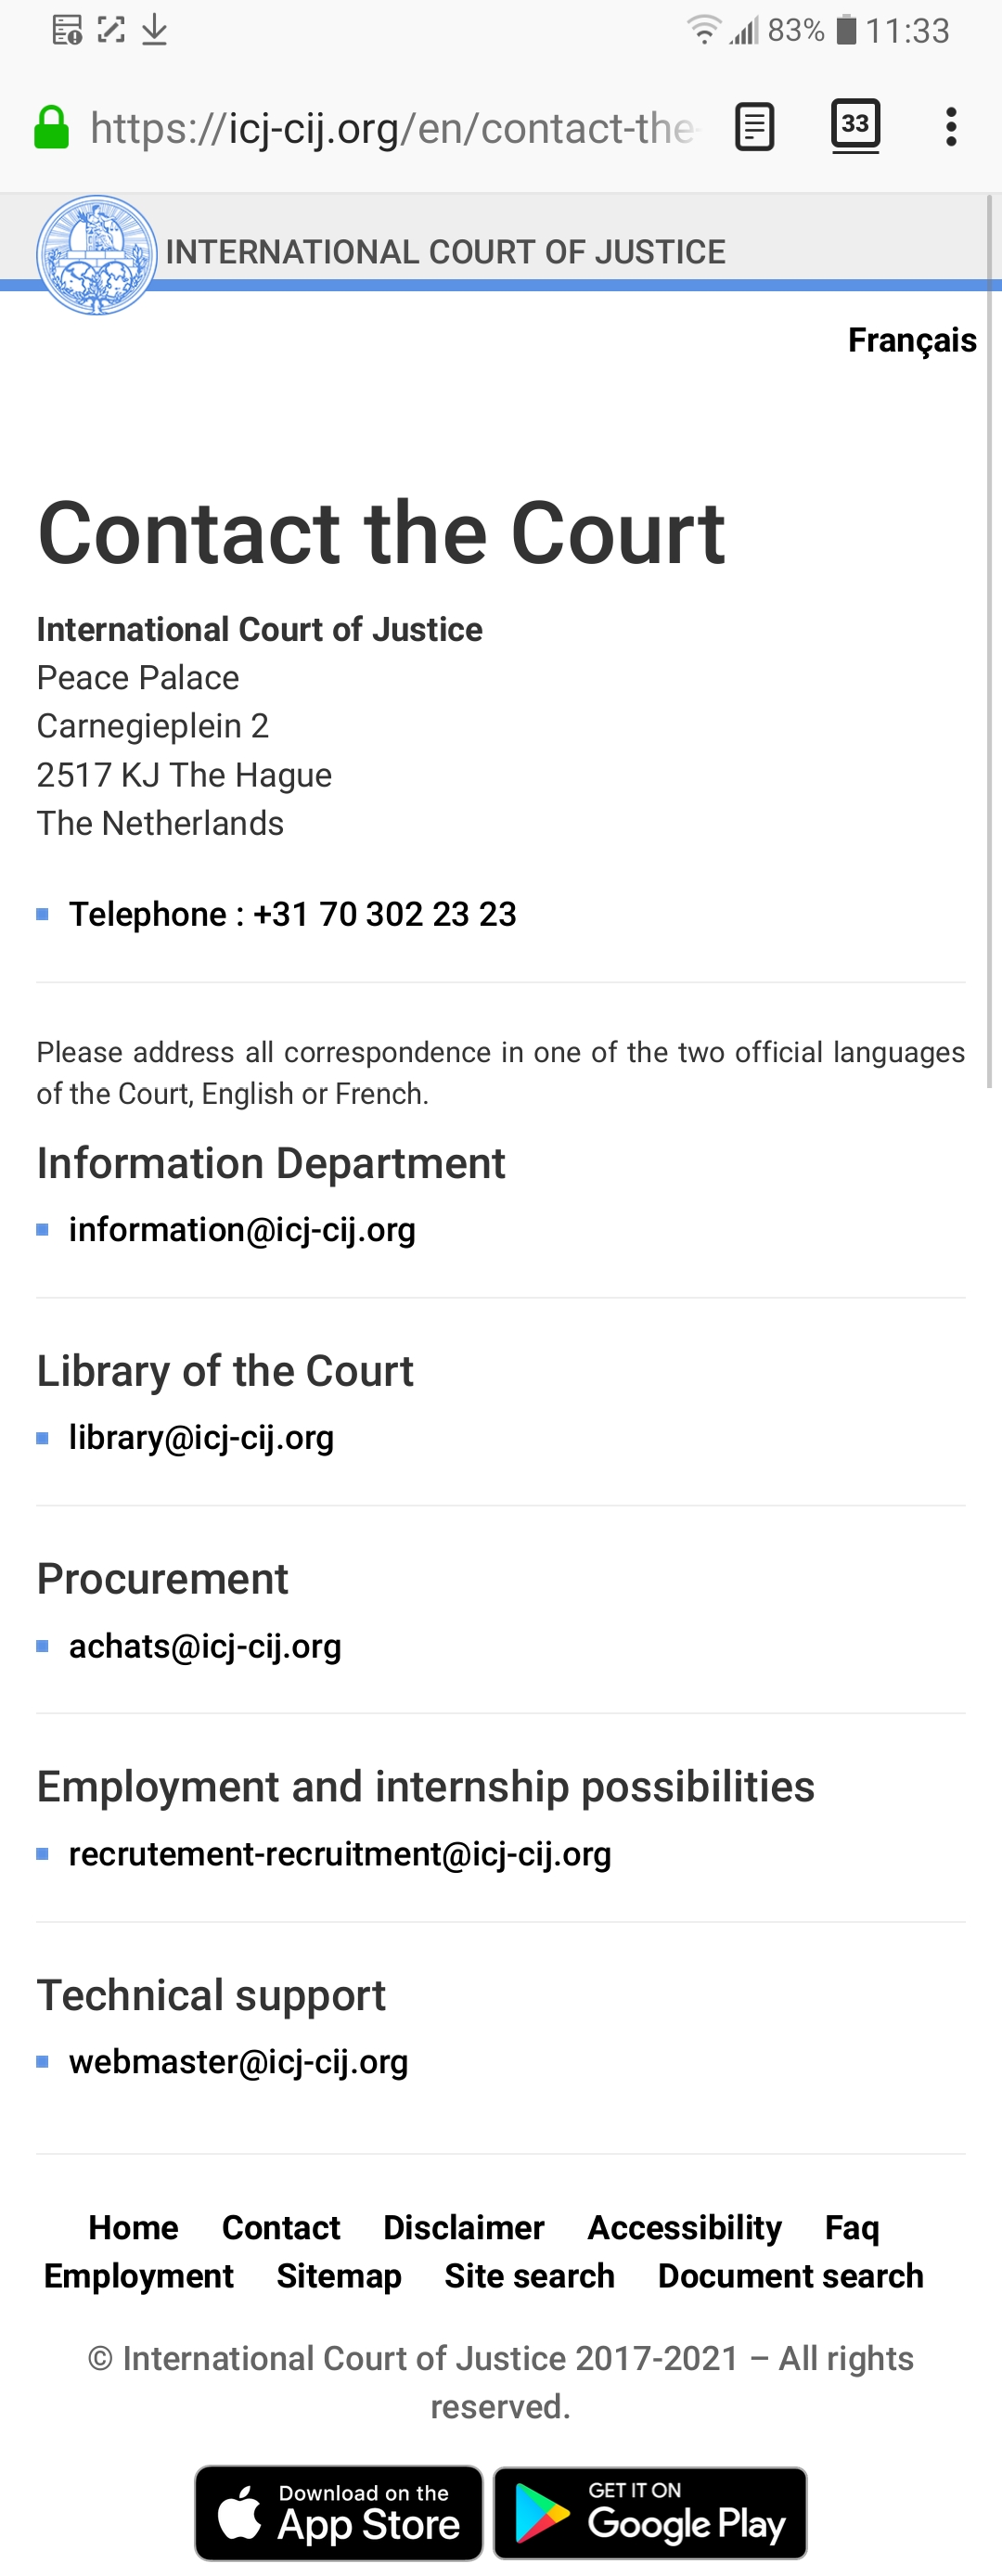 83% 11:33
https://icj-cij.org/en/contact-the-
33
INTERNATIONAL COURT OF JUSTICE
Français
Contact the Court
International Court of Justice
Peace Palace
Carnegieplein 2
2517 KJ The Hague
The Netherlands
Telephone : +31 70 302 23 23
Please address all correspondence in one of the two official languages
of the Court, English or French.
Information Department
information@icj-cij.org
Library of the Court
library@icj-cij.org
Procurement
achats@icj-cij.org
Employment and internship possibilities
recrutement-recruitment@icj-cij.org
Technical support
webmaster@icj-cij.org
Home Contact Disclaimer Accessibility Faq
Employment Sitemap Site search Document search
© International Court of Justice 2017-2021 – All rights
reserved.
Download on the
App Store
GET IT ON
Google Play